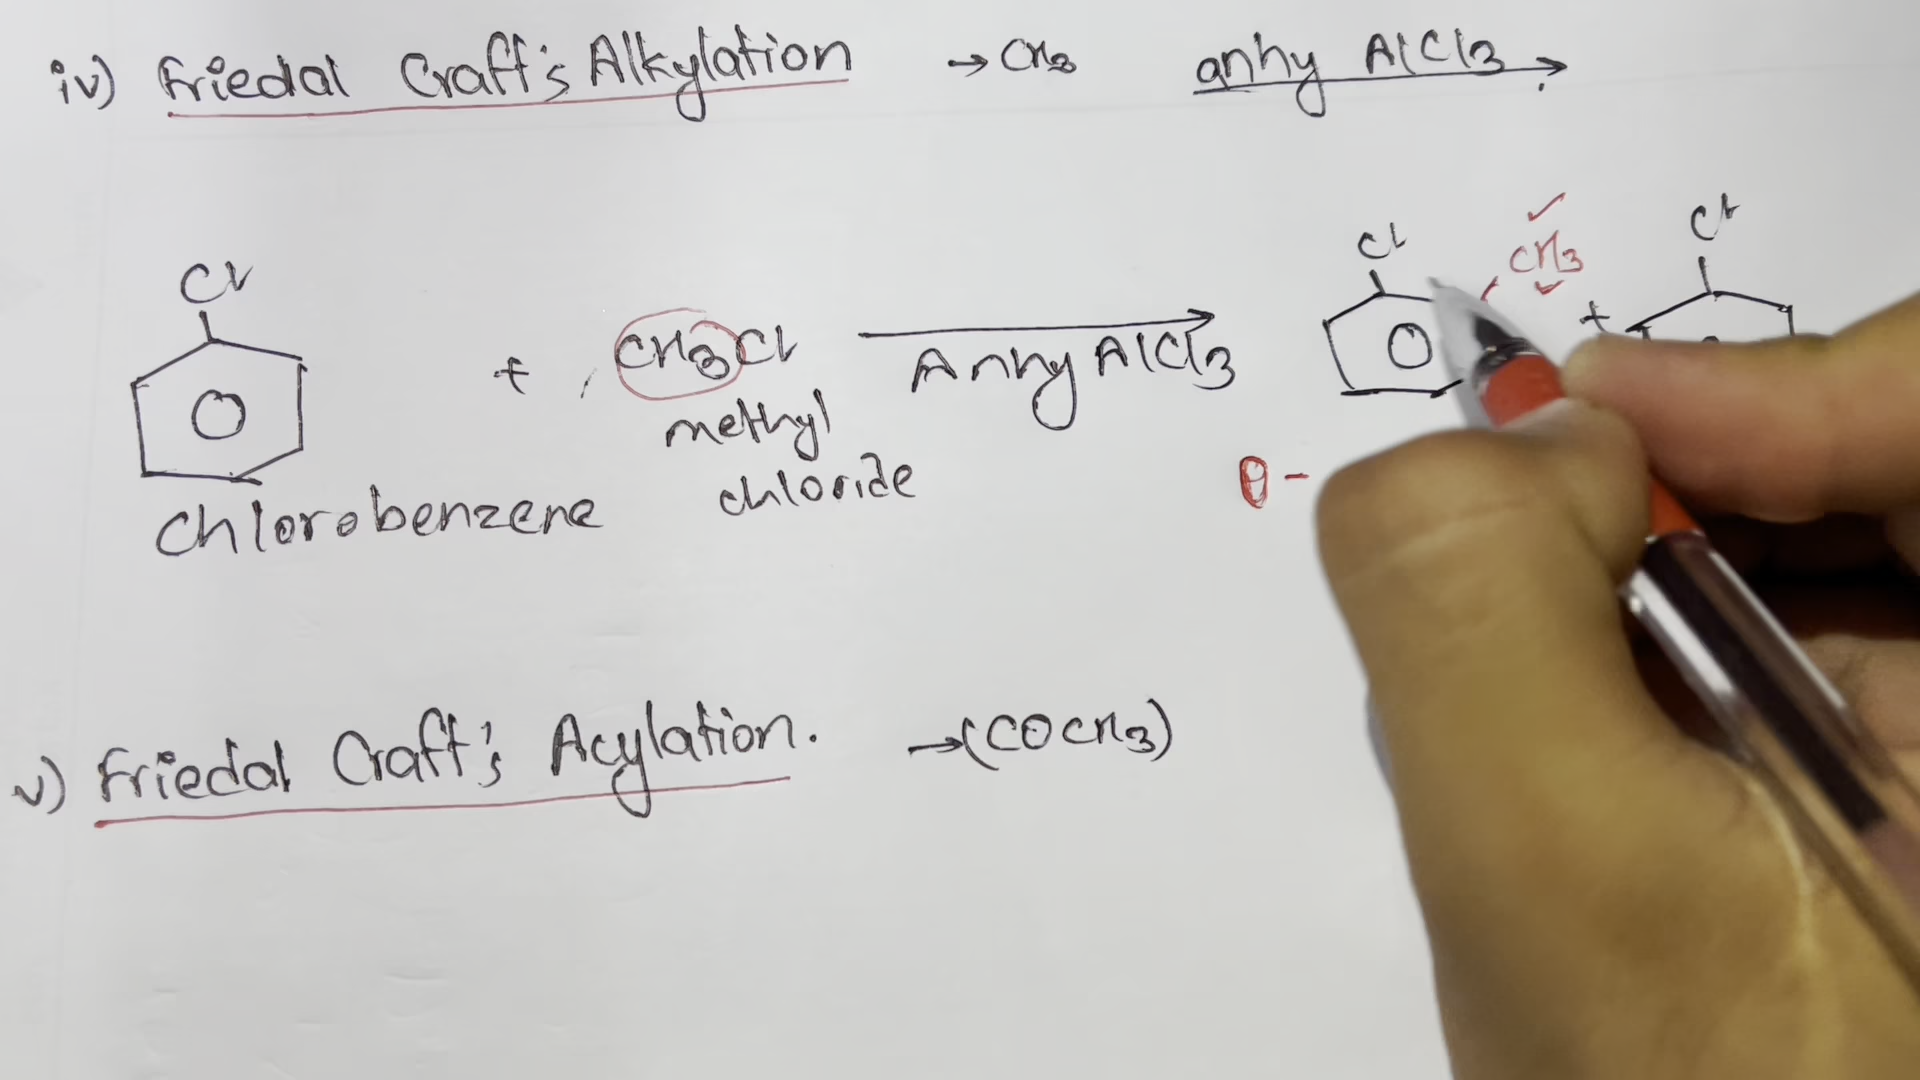 iv) Friedal Craft's Alkylation → CH3 anhy AlCl3 →
Cl
Cl CH3 Cl
+ CH3Cl Anhy AlCl3 +
methyl
chloride
Chlorobenzene
O-
v) Friedal Craft's Acylation. → (COCH3)